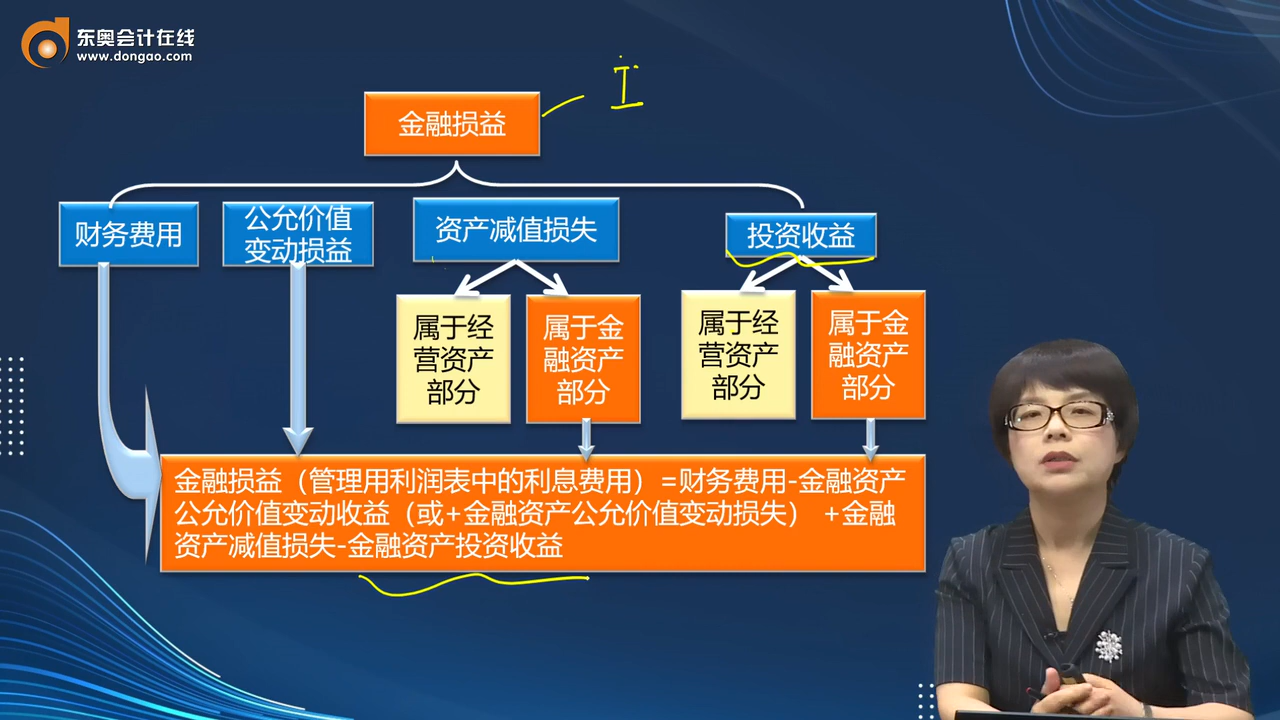 东奥会计在线
www.dongao.com
I
金融损益
财务费用
公允价值
变动损益
资产减值损失
投资收益
属于经
营资产
部分
属于金
融资产
部分
属于经
营资产
部分
属于金
融资产
部分
金融损益（管理用利润表中的利息费用）=财务费用-金融资产
公允价值变动收益（或+金融资产公允价值变动损失） +金融
资产减值损失-金融资产投资收益